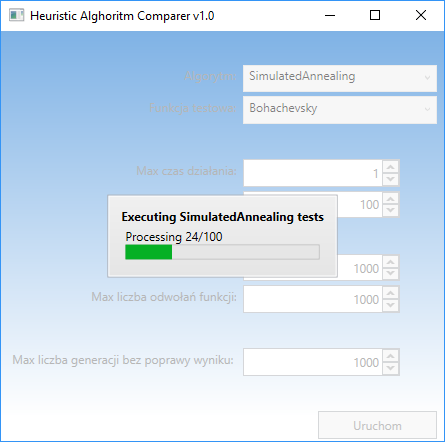 Heuristic Alghoritm Comparer v1.0
Algorytm: SimulatedAnnealing
Funkcja testowa: Bohachevsky
Max czas działania: 1
100
Executing SimulatedAnnealing tests
Processing 24/100
1000
Max liczba odwołań funkcji: 1000
Max liczba generacji bez poprawy wyniku: 1000
Uruchom